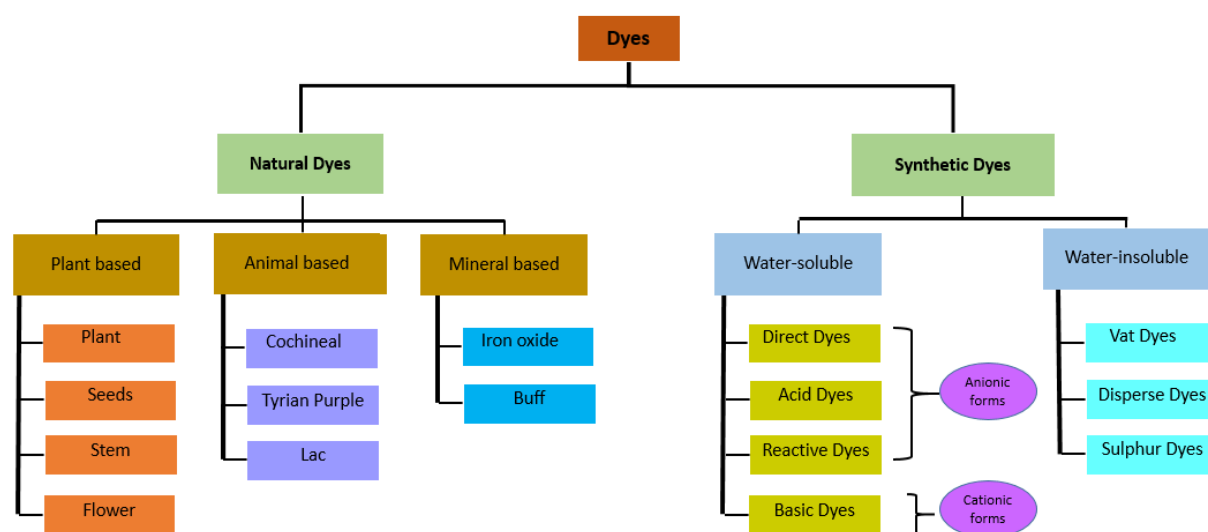 Dyes
Natural Dyes
Synthetic Dyes
Plant based
Animal based
Mineral based
Water-soluble
Water-insoluble
Plant
Seeds
Stem
Flower
Cochineal
Tyrian Purple
Lac
Iron oxide
Buff
Direct Dyes
Acid Dyes
Reactive Dyes
Basic Dyes
Anionic
forms
Cationic
forms
Vat Dyes
Disperse Dyes
Sulphur Dyes